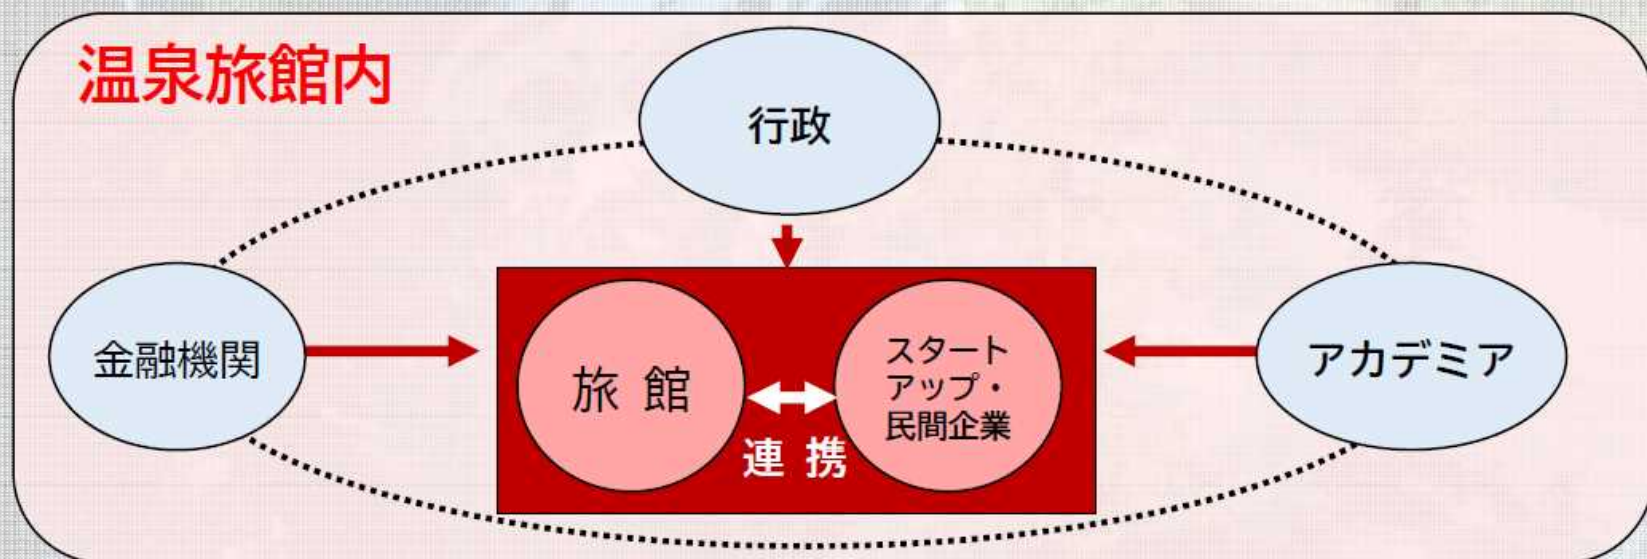 温泉旅館内
行政
金融機関
旅 館
スタート
アップ・
民間企業
連 携
アカデミア